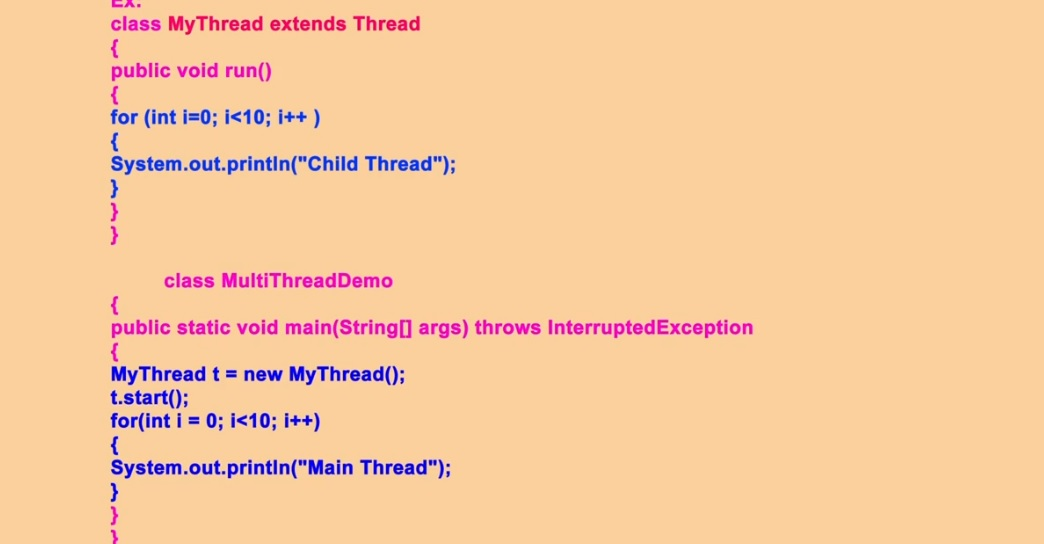 Ex:
class MyThread extends Thread
{
public void run()
{
for (int i=0; i<10; i++ )
{
System.out.println("Child Thread");
}
}
}
class MultiThreadDemo
{
public static void main(String[] args) throws InterruptedException
{
MyThread t = new MyThread();
t.start();
for(int i = 0; i<10; i++)
{
System.out.println("Main Thread");
}
}
}